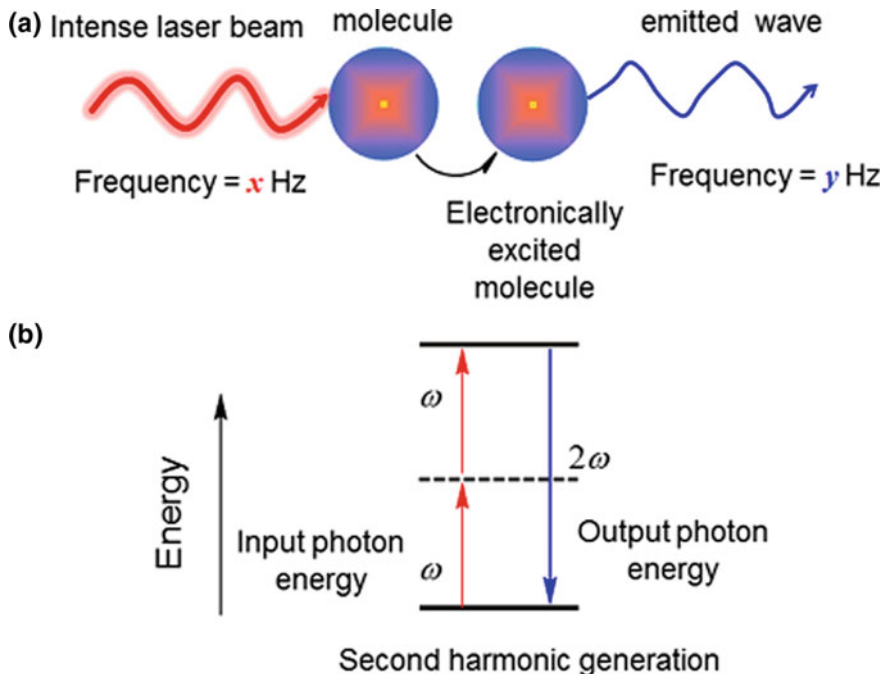 (a)
Intense laser beam
molecule
emitted wave
Frequency = x Hz
Frequency = y Hz
Electronically
excited
molecule
(b)
Energy
ω
2ω
Input photon
energy
ω
Output photon
energy
Second harmonic generation